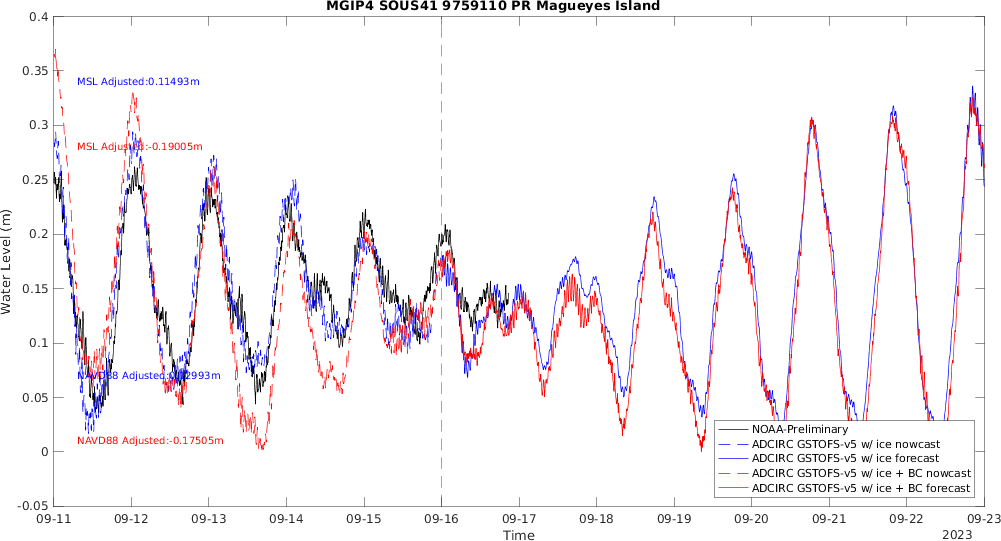 MGIP4 SOUS41 9759110 PR Magueyes Island
0.4
0.35
0.3
0.25
0.2
0.15
0.1
0.05
0
-0.05
Water Level (m)
MSL Adjusted:0.11493m
MSL Adjusted:-0.19005m
NAVD88 Adjusted:
NAVD88 Adjusted:-0.17505m
NOAA-Preliminary
ADCIRC GSTOFS-v5 w/ ice nowcast
ADCIRC GSTOFS-v5 w/ ice forecast
ADCIRC GSTOFS-v5 w/ ice + BC nowcast
ADCIRC GSTOFS-v5 w/ ice + BC forecast
09-11 09-12 09-13 09-14 09-15 09-16 09-17 09-18 09-19 09-20 09-21 09-22 09-23
Time
2023